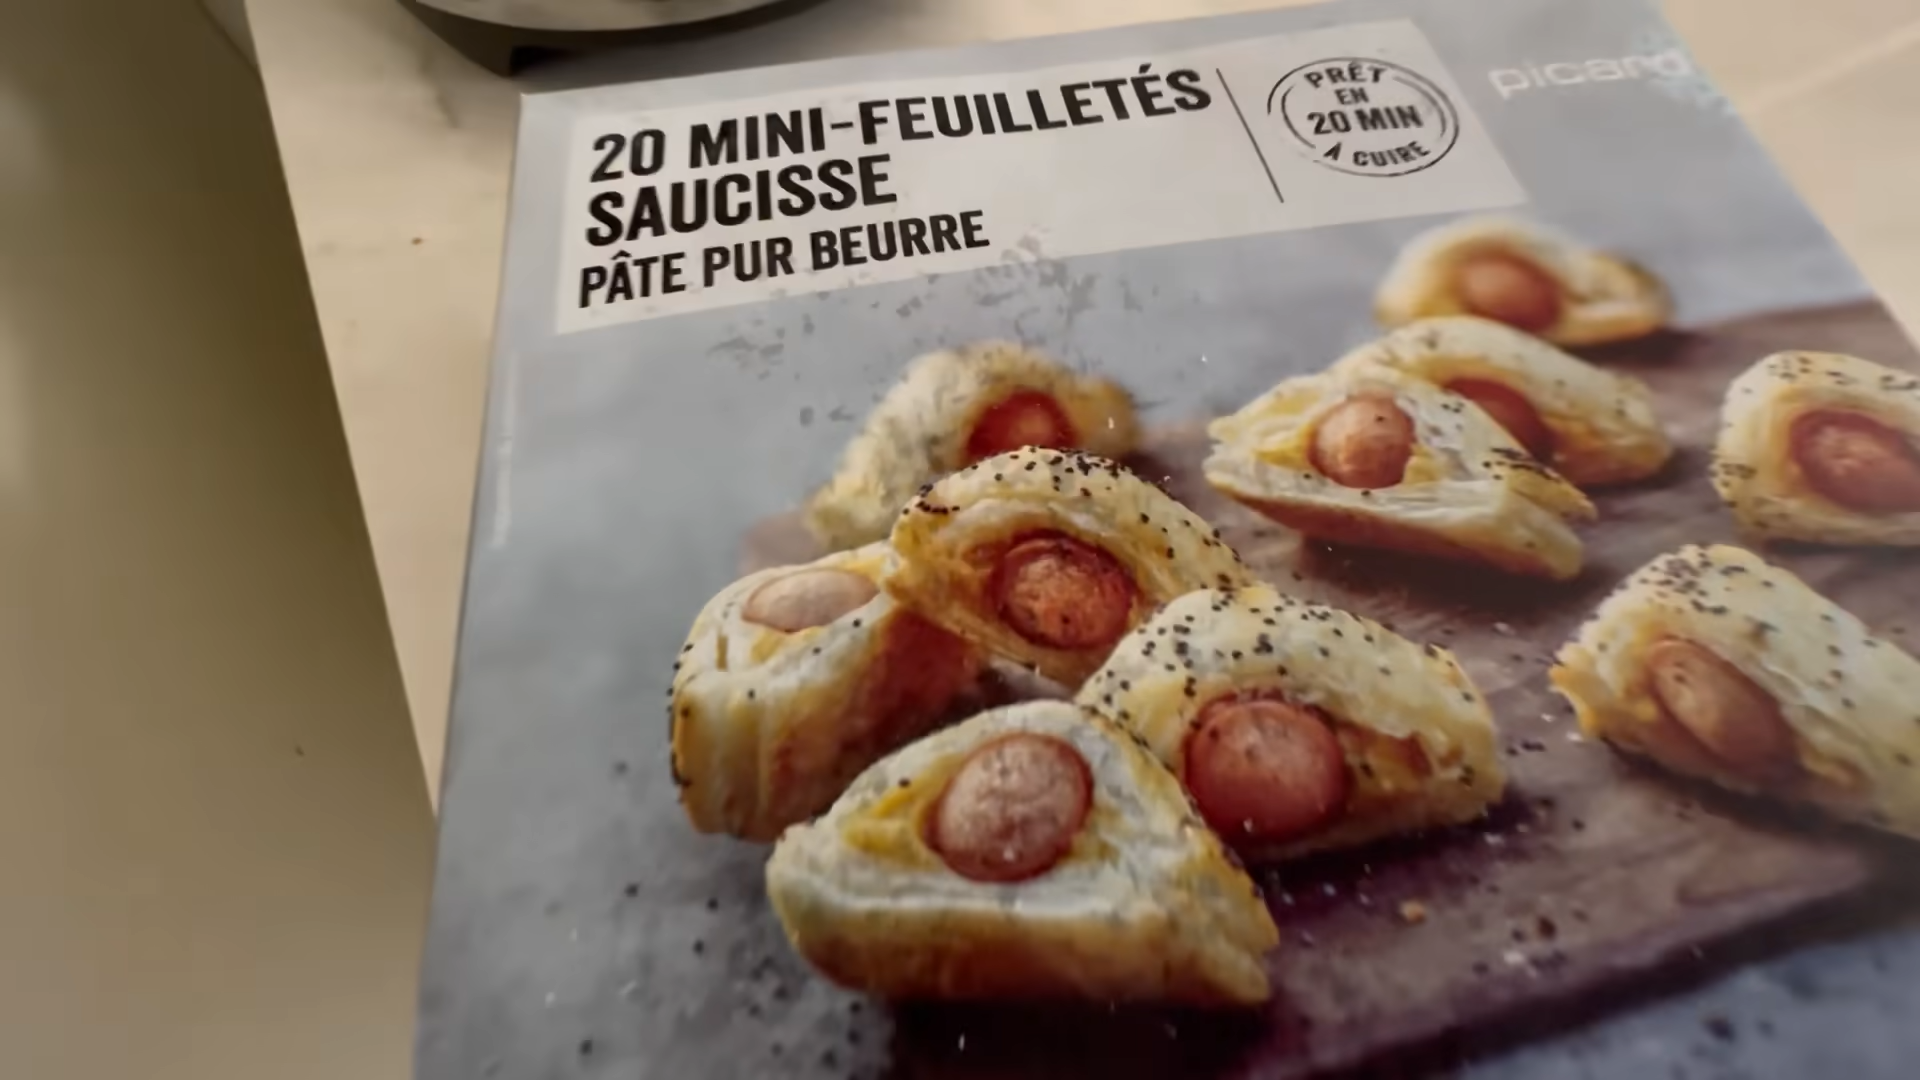 20 MINI-FEUILLETÉS
SAUCISSE
PÂTE PUR BEURRE
PRÊT
EN
20 MIN
À CUIRE
picard